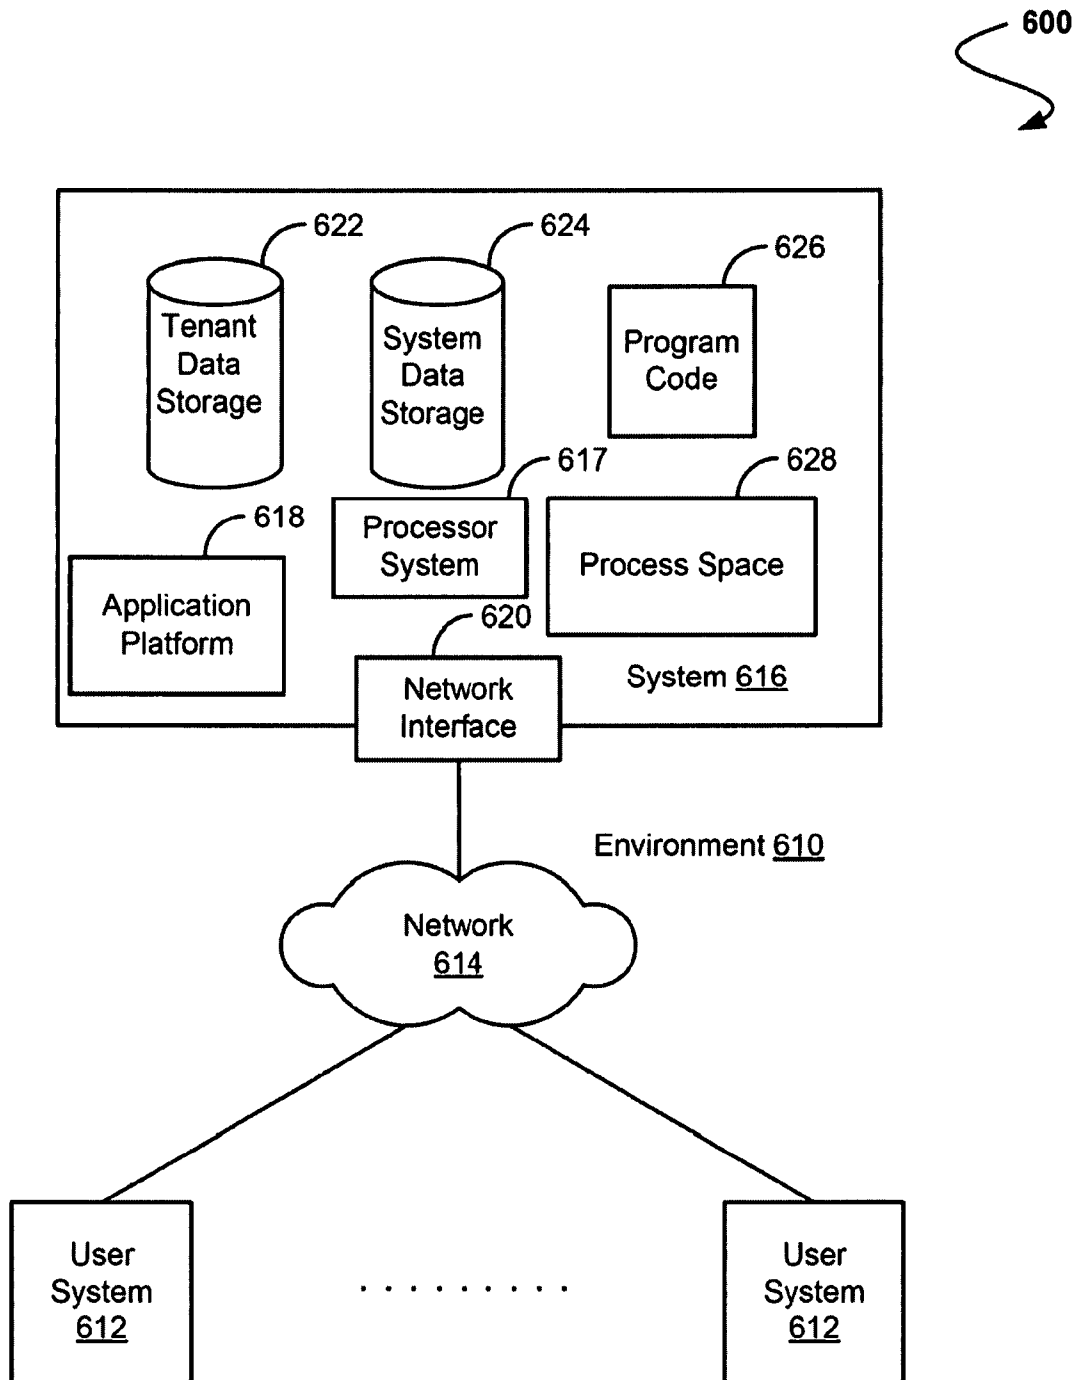 600
622
624
626
Tenant
Data
Storage
System
Data
Storage
Program
Code
617
628
618
Processor
System
Process Space
Application
Platform
620
System 616
Network
Interface
Environment 610
Network
614
User
System
612
.........
User
System
612